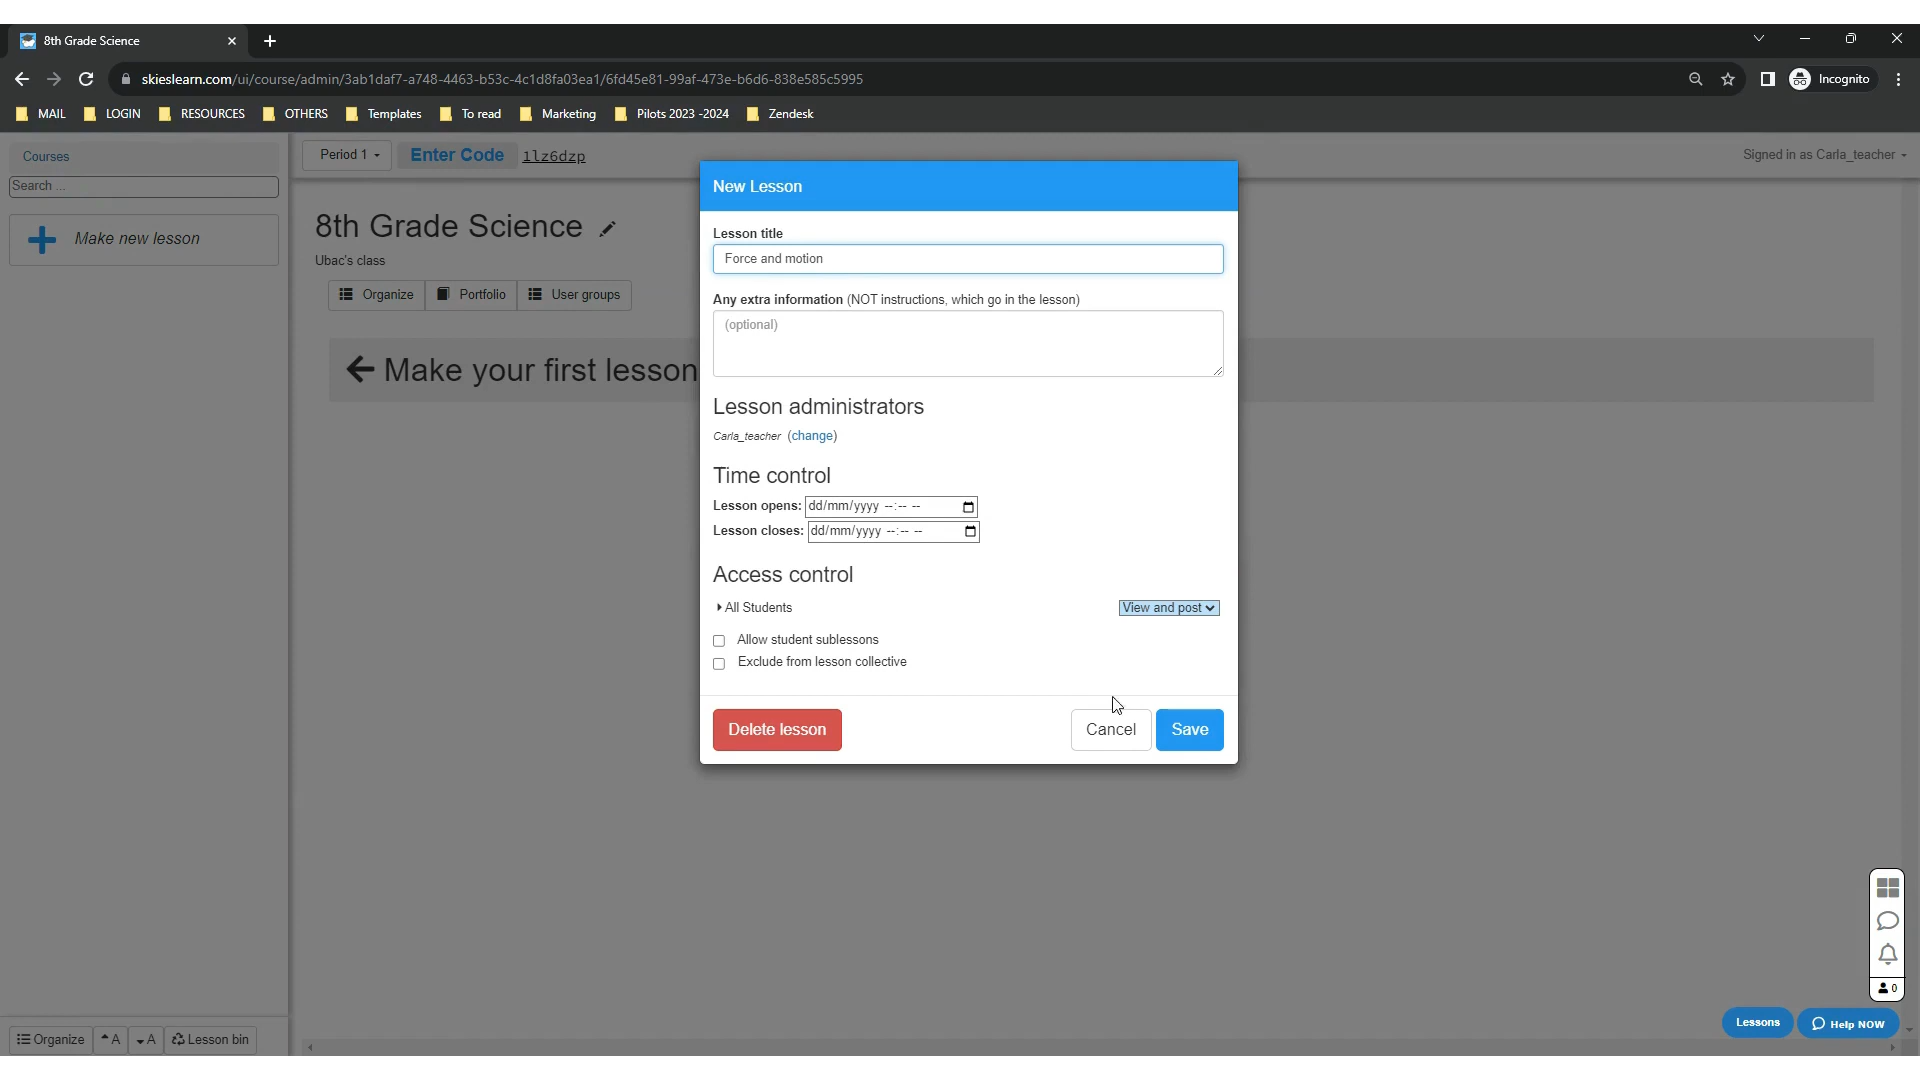 8th Grade Science
skieslearn.com/ui/course/admin/3ab1daf7-a748-4463-b53c-4c1d8fa03ea1/6fd45e81-99af-473e-b6d6-838e585c5995
Incognito
MAIL LOGIN RESOURCES OTHERS Templates To read Marketing Pilots 2023 -2024 Zendesk
Courses
Search ...
Make new lesson
Period 1 Enter Code 1lz6dzp
Signed in as Carla_teacher
8th Grade Science
Ubac's class
Organize Portfolio User groups
Make your first lesson
New Lesson
Lesson title
Force and motion
Any extra information (NOT instructions, which go in the lesson)
(optional)
Lesson administrators
Carla_teacher (change)
Time control
Lesson opens: dd/mm/yyyy --:-- --
Lesson closes: dd/mm/yyyy --:-- --
Access control
All Students View and post
Allow student sublessons
Exclude from lesson collective
Delete lesson Cancel Save
0
Lessons Help NOW
Organize A A Lesson bin